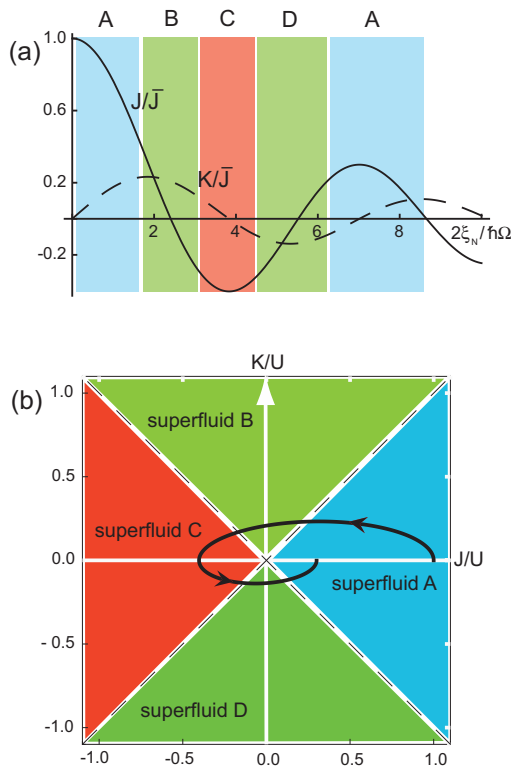 A B C D A
(a)
1.0
0.6
0.2
-0.2
J/J̅
K/J̅
2 4 6 8 2ξ_N/ħΩ
K/U
(b)
1.0
0.5
0.0
-0.5
-1.0
superfluid B
superfluid C
J/U
superfluid A
superfluid D
-1.0 -0.5 0.0 0.5 1.0